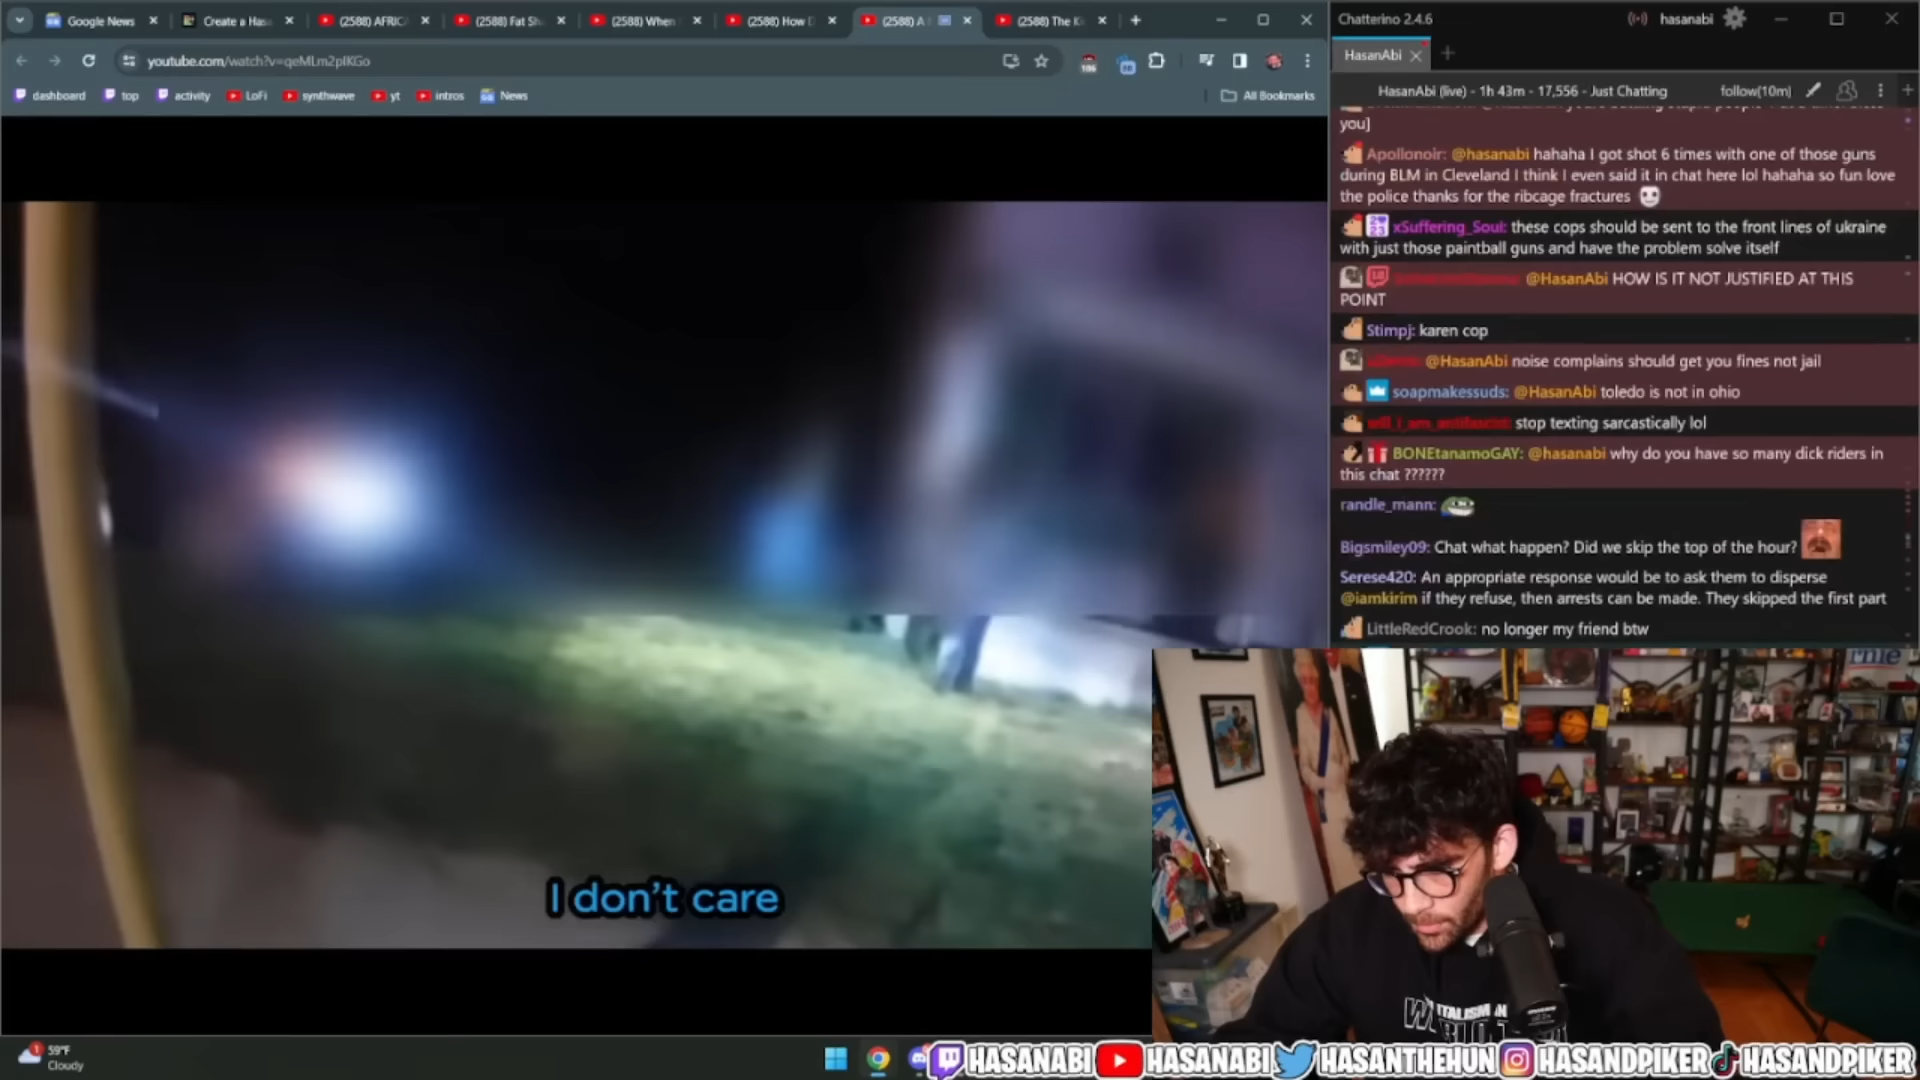 Google News
Create a Has
(2588) AFRIC
(2588) Fat Sh
(2588) When
(2588) How D
(2588) A
(2588) The K
youtube.com/watch?v=qeMLm2pIKGo
dashboard
top
activity
LoFi
synthwave
yt
intros
News
All Bookmarks
Chatterino 2.4.6
hasanabi
HasanAbi
HasanAbi (live) - 1h 43m - 17,556 - Just Chatting
follow(10m)
you]
Apollonoir: @hasanabi hahaha I got shot 6 times with one of those guns
during BLM in Cleveland I think I even said it in chat here lol hahaha so fun love
the police thanks for the ribcage fractures
xSuffering_Soul: these cops should be sent to the front lines of ukraine
with just those paintball guns and have the problem solve itself
@HasanAbi HOW IS IT NOT JUSTIFIED AT THIS
POINT
Stimpj: karen cop
@HasanAbi noise complains should get you fines not jail
soapmakessuds: @HasanAbi toledo is not in ohio
will_i_am_antifascist: stop texting sarcastically lol
BONEtanamoGAY: @hasanabi why do you have so many dick riders in
this chat ??????
randle_mann:
Bigsmiley09: Chat what happen? Did we skip the top of the hour?
Serese420: An appropriate response would be to ask them to disperse
@iamkirim if they refuse, then arrests can be made. They skipped the first part
LittleRedCrook: no longer my friend btw
I don't care
59°F
Cloudy
HASANABI
HASANABI
HASANTHEHUN
HASANDPIKER
HASANDPIKER